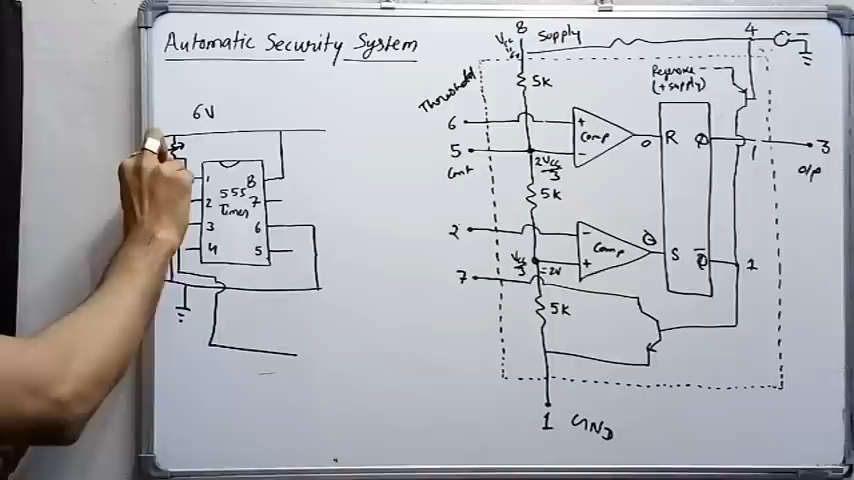 Automatic Security System
6V
555
Timer
1
2
3
4
8
7
6
5
8
Vcc
Supply
4
Threshold
5K
Reference
(+ supply)
6
+
Comp
-
0
R
Q
1
3
O/P
5
Cont
2Vcc/3
5K
2
-
Comp
+
0
S
Q̅
1
Vcc/3
=2V
7
5K
1 GND